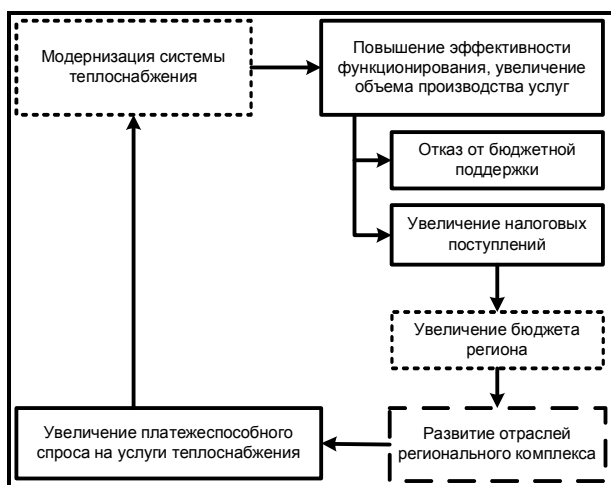 Модернизация системы
теплоснабжения
Повышение эффективности
функционирования, увеличение
объема производства услуг
Отказ от бюджетной
поддержки
Увеличение налоговых
поступлений
Увеличение бюджета
региона
Развитие отраслей
регионального комплекса
Увеличение платежеспособного
спроса на услуги теплоснабжения